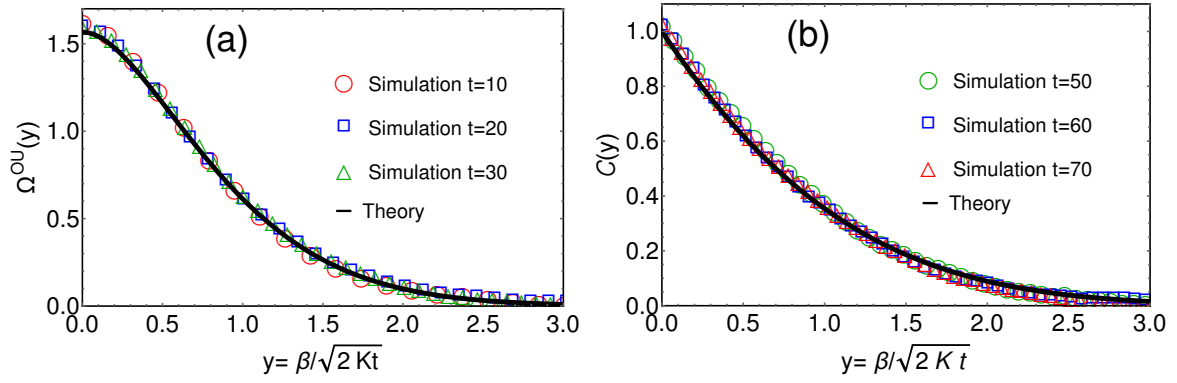 (a)
Ω^OU(y)
1.5
1.0
0.5
0.0
Simulation t=10
Simulation t=20
Simulation t=30
Theory
0.0 0.5 1.0 1.5 2.0 2.5 3.0
y= β/√2 Kt
(b)
C(y)
1.0
0.8
0.6
0.4
0.2
0.0
Simulation t=50
Simulation t=60
Simulation t=70
Theory
0.0 0.5 1.0 1.5 2.0 2.5 3.0
y= β/√2 K t